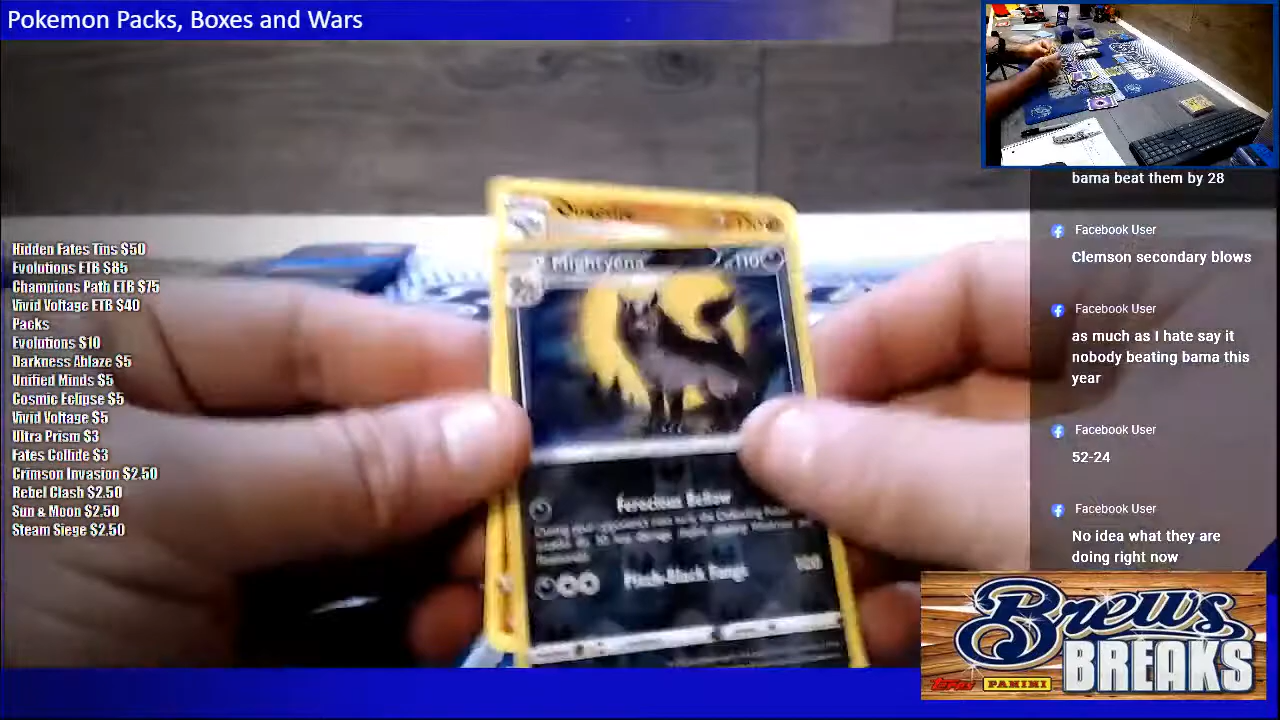 Pokemon Packs, Boxes and Wars
Hidden Fates Tins $50
Evolutions ETB $85
Champions Path ETB $75
Vivid Voltage ETB $40
Packs
Evolutions $10
Darkness Ablaze $5
Unified Minds $5
Cosmic Eclipse $5
Vivid Voltage $5
Ultra Prism $3
Fates Collide $3
Crimson Invasion $2.50
Rebel Clash $2.50
Sun & Moon $2.50
Steam Siege $2.50
Mightyena
110
Ferocious Bellow
Pitch-Black Fangs 100
bama beat them by 28
Facebook User
Clemson secondary blows
Facebook User
as much as I hate say it
nobody beating bama this
year
Facebook User
52-24
Facebook User
No idea what they are
doing right now
Brews
BREAKS
Topps PANINI